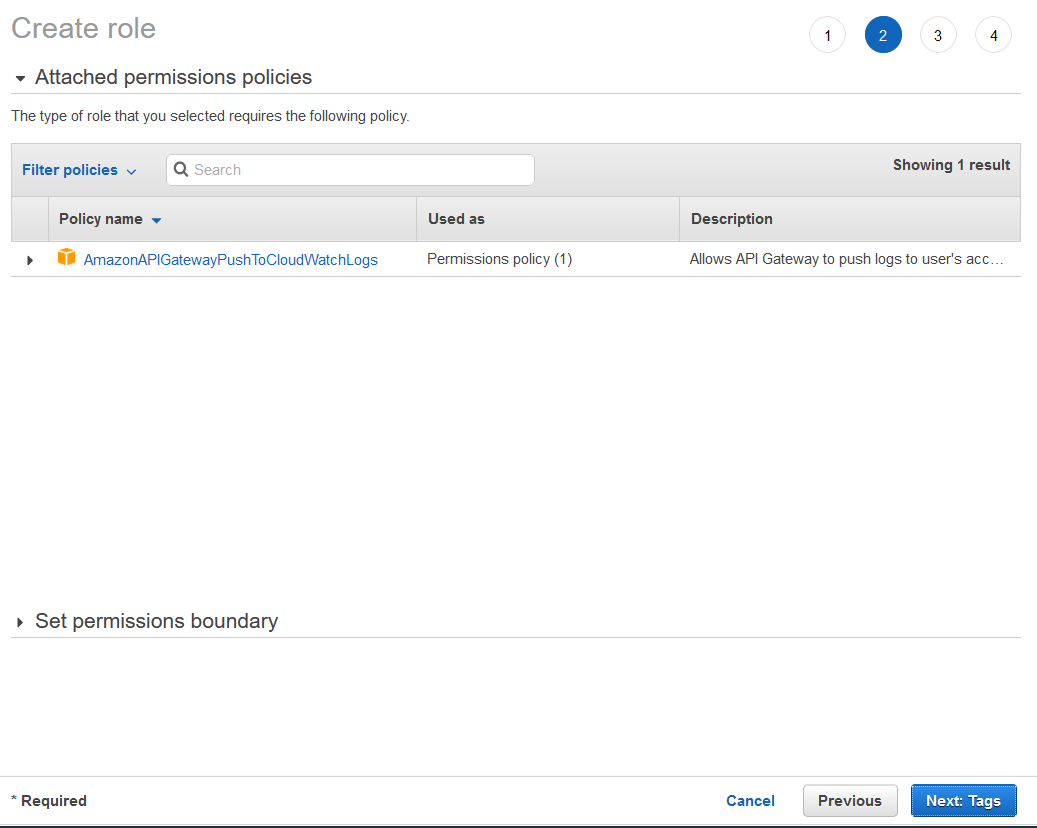 Create role
1 2 3 4
Attached permissions policies
The type of role that you selected requires the following policy.
Filter policies Search Showing 1 result
Policy name Used as Description
AmazonAPIGatewayPushToCloudWatchLogs Permissions policy (1) Allows API Gateway to push logs to user's acc…
Set permissions boundary
* Required Cancel Previous Next: Tags